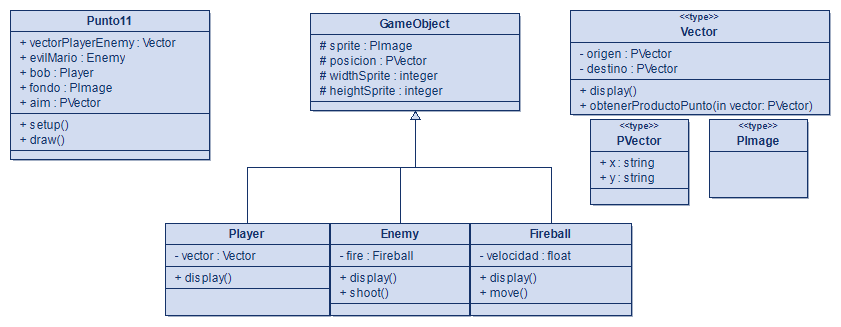 Punto11
+ vectorPlayerEnemy : Vector
+ evilMario : Enemy
+ bob : Player
+ fondo : PImage
+ aim : PVector
+ setup()
+ draw()
GameObject
# sprite : PImage
# posicion : PVector
# widthSprite : integer
# heightSprite : integer
<<type>>
Vector
- origen : PVector
- destino : PVector
+ display()
+ obtenerProductoPunto(in vector: PVector)
<<type>>
PVector
+ x : string
+ y : string
<<type>>
PImage
Player
- vector : Vector
+ display()
Enemy
- fire : Fireball
+ display()
+ shoot()
Fireball
- velocidad : float
+ display()
+ move()